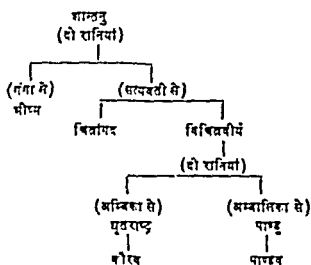 शान्तनु
(दो रानियां)
(गंगा से) (सत्यवती से)
भीष्म
चित्रांगद विचित्रवीर्य
(दो रानियां)
(अम्बिका से) (अम्बालिका से)
धृतराष्ट्र पाण्डु
कौरव पाण्डव